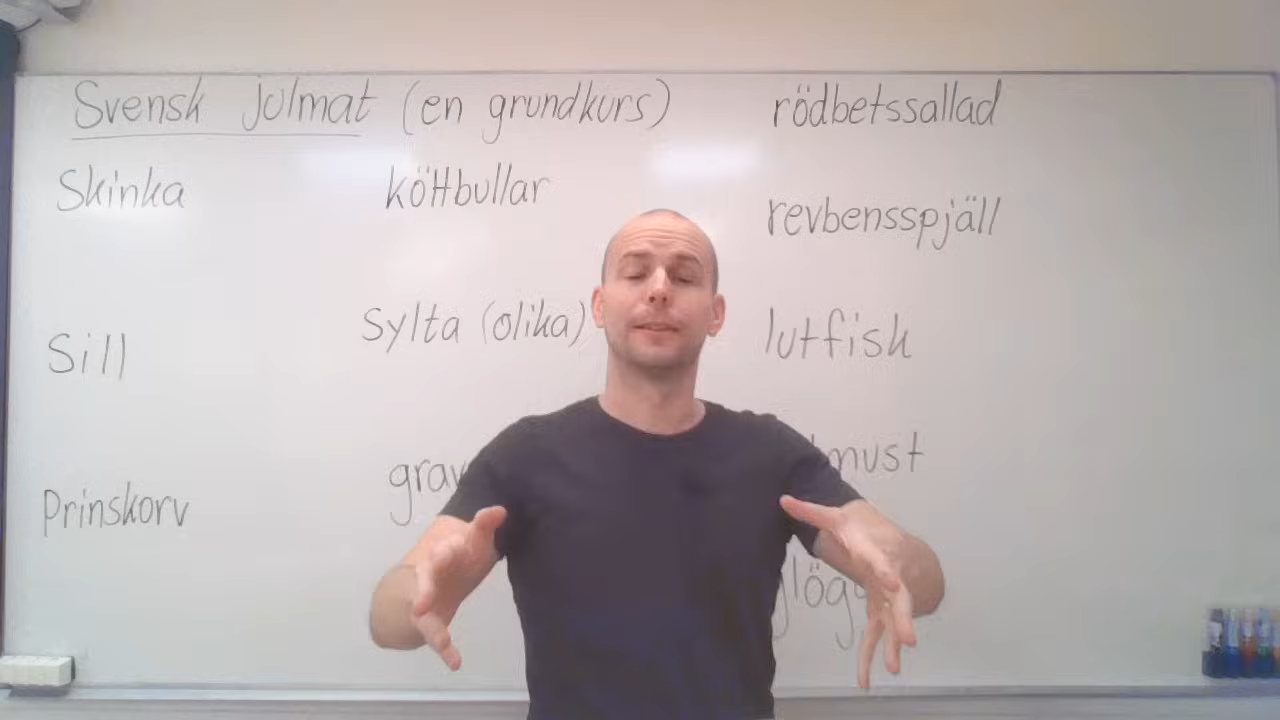 Svensk julmat (en grundkurs)
Skinka
Sill
Prinskorv
köttbullar
Sylta (olika)
rödbetssallad
revbensspjäll
lutfisk